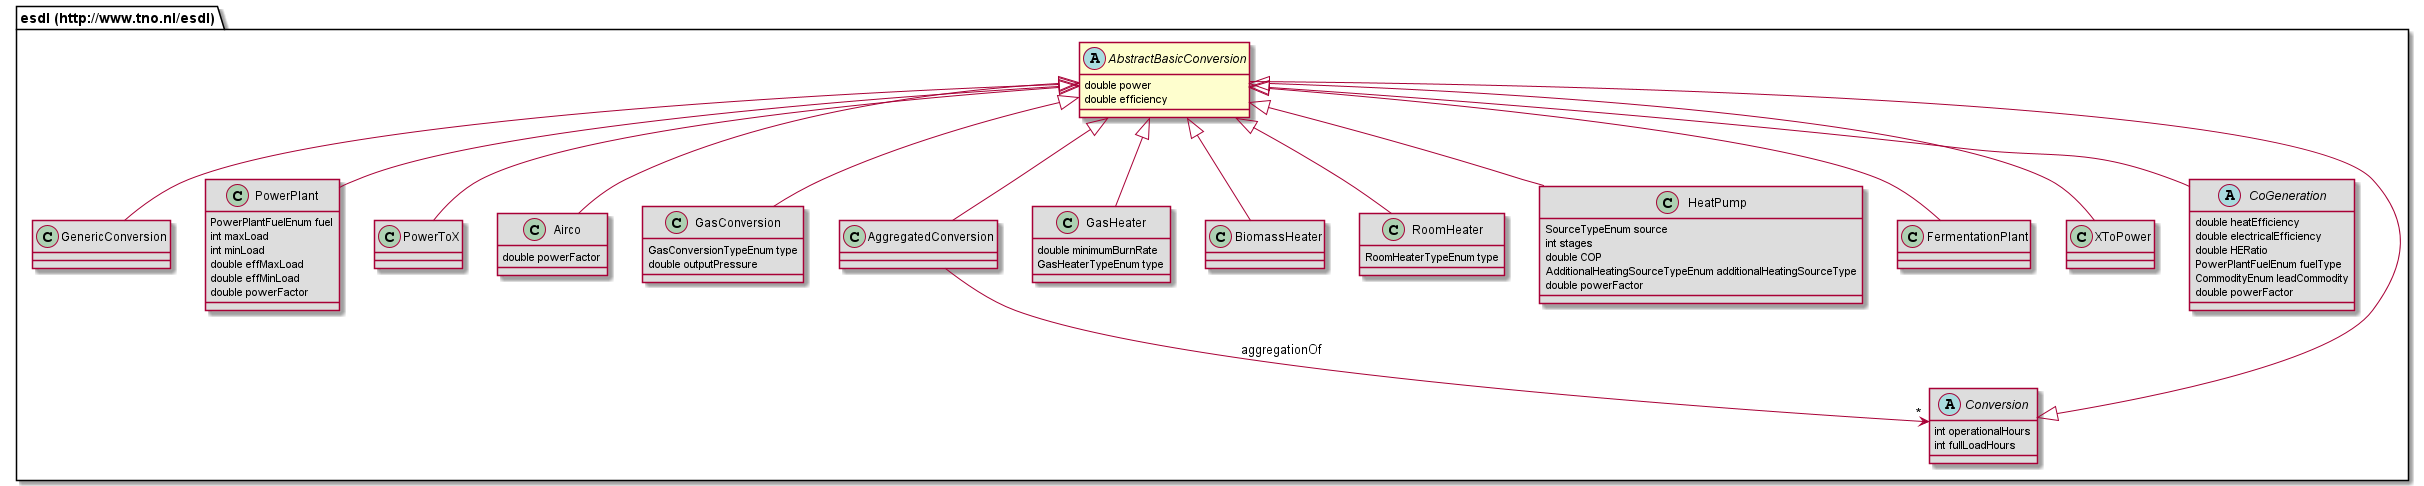 esdl (http://www.tno.nl/esdl)
A AbstractBasicConversion
double power
double efficiency
C GenericConversion
C PowerPlant
PowerPlantFuelEnum fuel
int maxLoad
int minLoad
double effMaxLoad
double effMinLoad
double powerFactor
C PowerToX
C Airco
double powerFactor
C GasConversion
GasConversionTypeEnum type
double outputPressure
C AggregatedConversion
C GasHeater
double minimumBurnRate
GasHeaterTypeEnum type
C BiomassHeater
C RoomHeater
RoomHeaterTypeEnum type
C HeatPump
SourceTypeEnum source
int stages
double COP
AdditionalHeatingSourceTypeEnum additionalHeatingSourceType
double powerFactor
C FermentationPlant
C XToPower
A CoGeneration
double heatEfficiency
double electricalEfficiency
double HERatio
PowerPlantFuelEnum fuelType
CommodityEnum leadCommodity
double powerFactor
aggregationOf
*
A Conversion
int operationalHours
int fullLoadHours